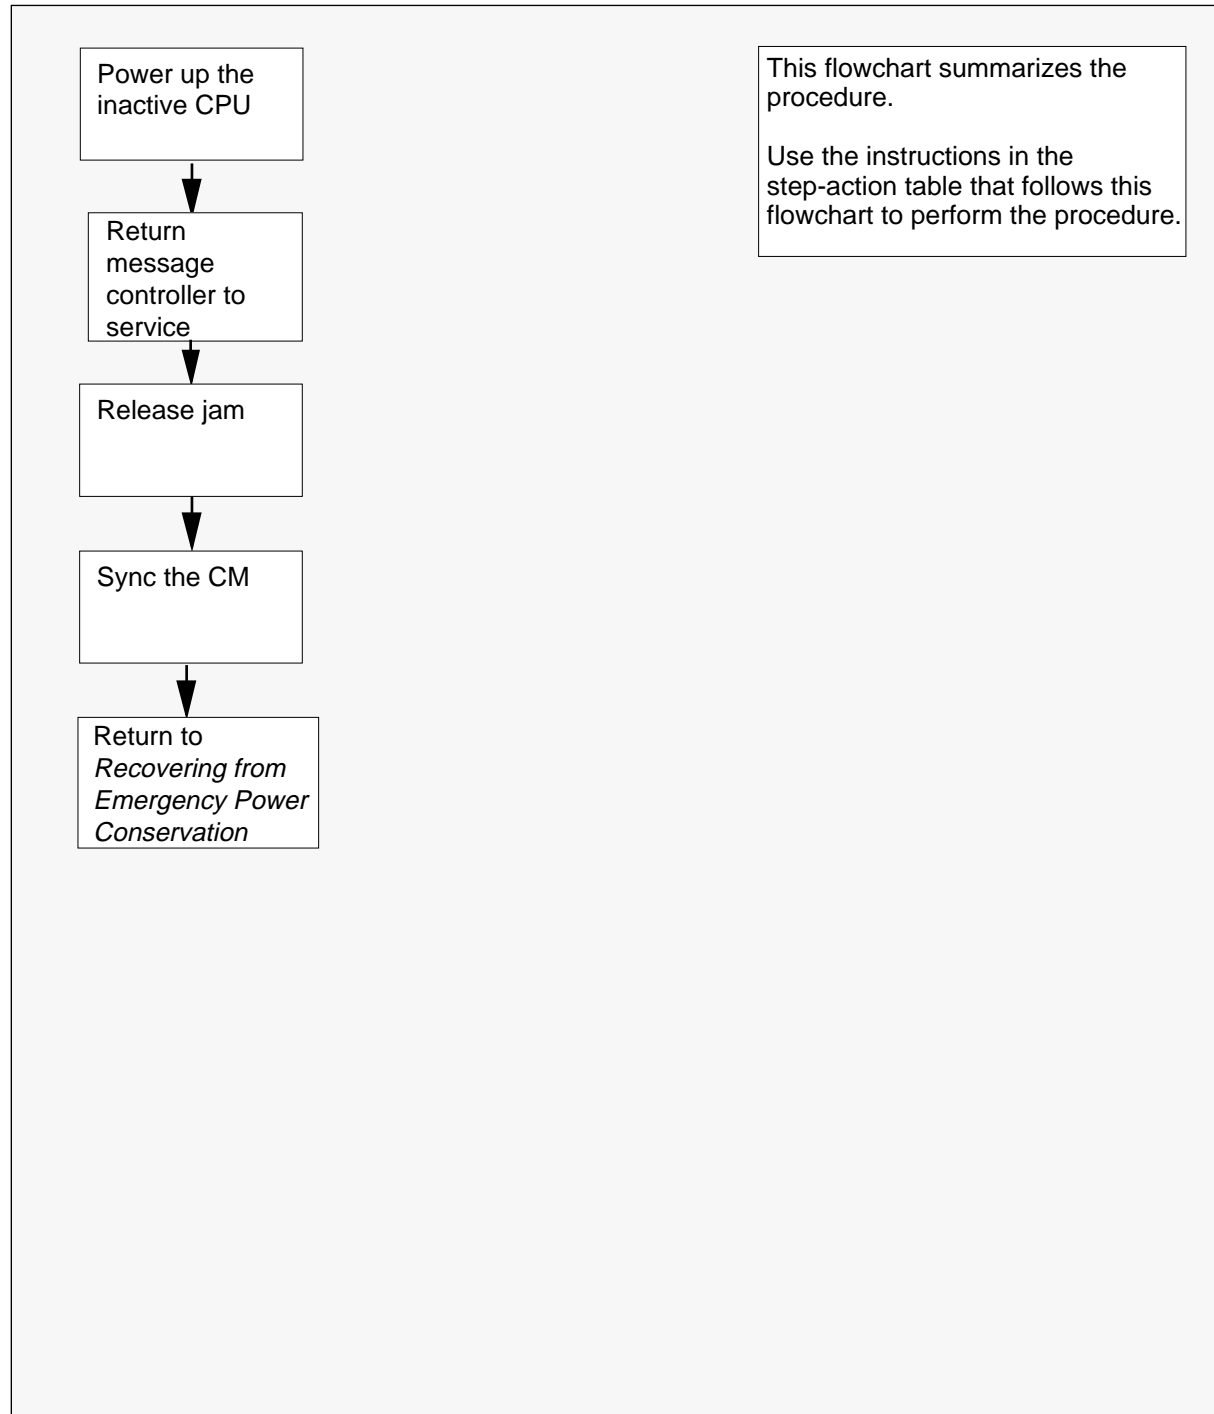 Power up the
inactive CPU
Return
message
controller to
service
Release jam
Sync the CM
Return to
Recovering from
Emergency Power
Conservation
This flowchart summarizes the
procedure.
Use the instructions in the
step-action table that follows this
flowchart to perform the procedure.